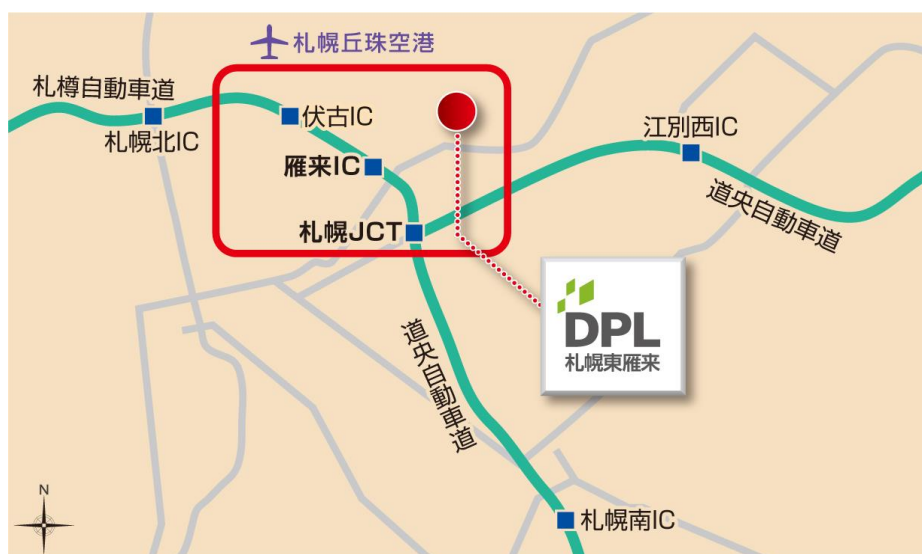 札幌丘珠空港
札樽自動車道
札幌北IC
伏古IC
雁来IC
札幌JCT
江別西IC
道央自動車道
DPL
札幌東雁来
道央自動車道
札幌南IC
N